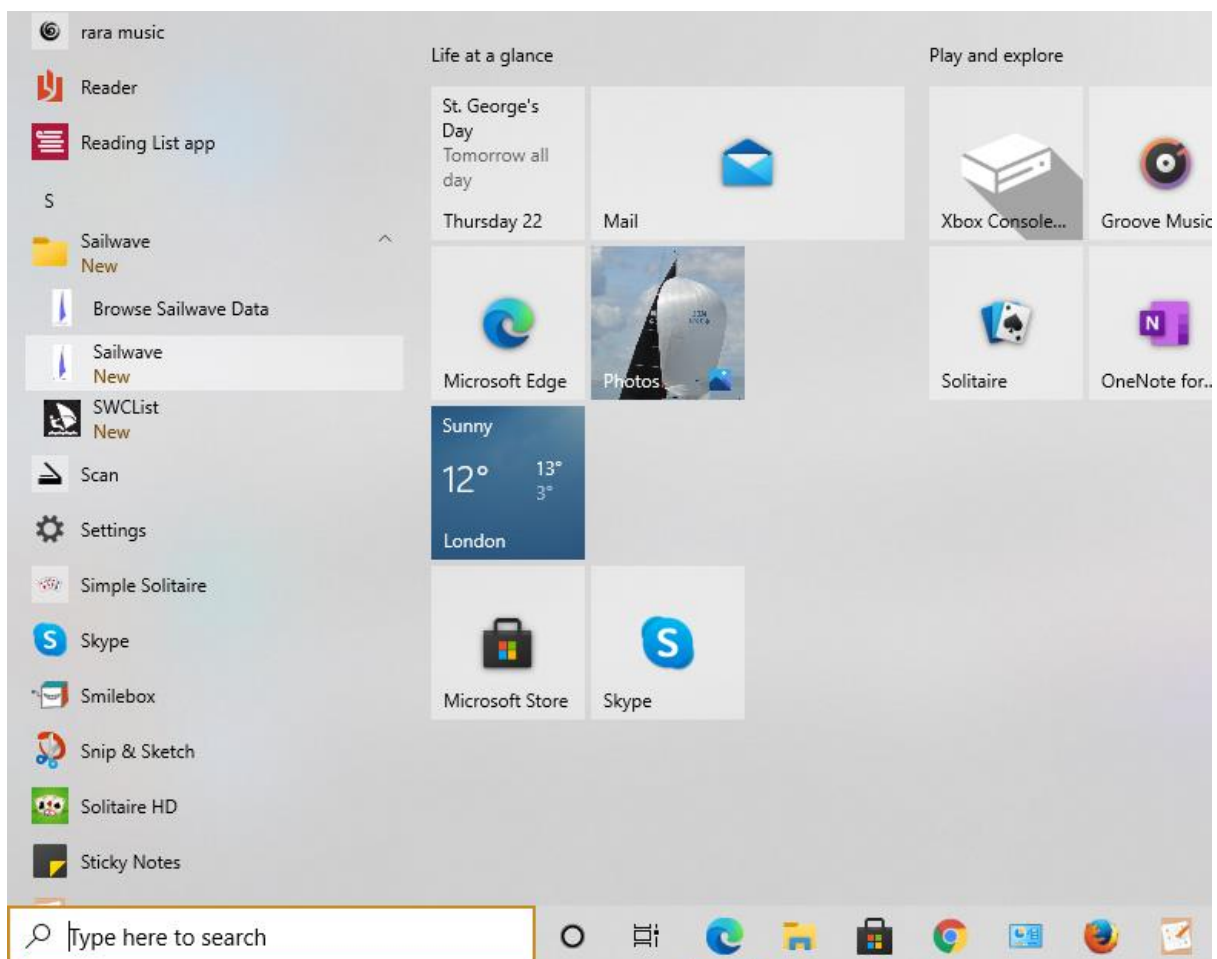 rara music
Reader
Reading List app
S
Sailwave
New
Browse Sailwave Data
Sailwave
New
SWCList
New
Scan
Settings
Simple Solitaire
Skype
Smilebox
Snip & Sketch
Solitaire HD
Sticky Notes
Type here to search
Life at a glance
St. George's
Day
Tomorrow all
day
Thursday 22
Mail
Microsoft Edge
Photos
Sunny
12°
13°
3°
London
Microsoft Store
Skype
Play and explore
Xbox Console...
Groove Music
Solitaire
OneNote for...